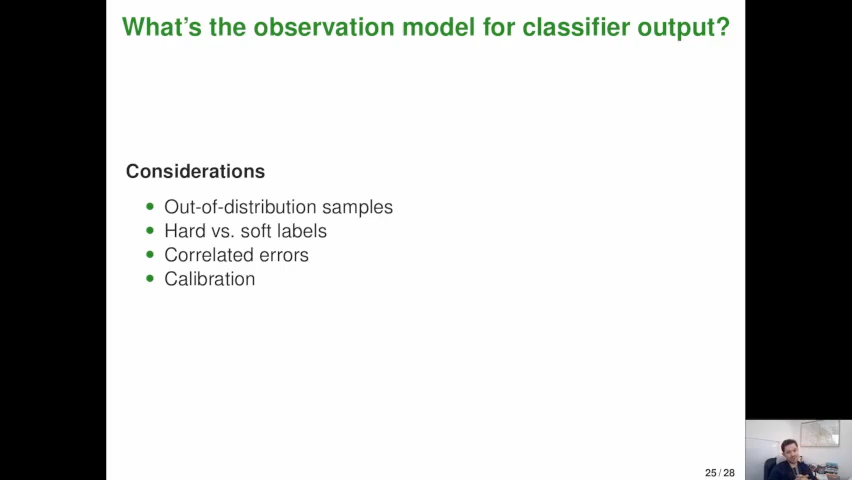 What's the observation model for classifier output?
Considerations
• Out-of-distribution samples
• Hard vs. soft labels
• Correlated errors
• Calibration
25 / 28